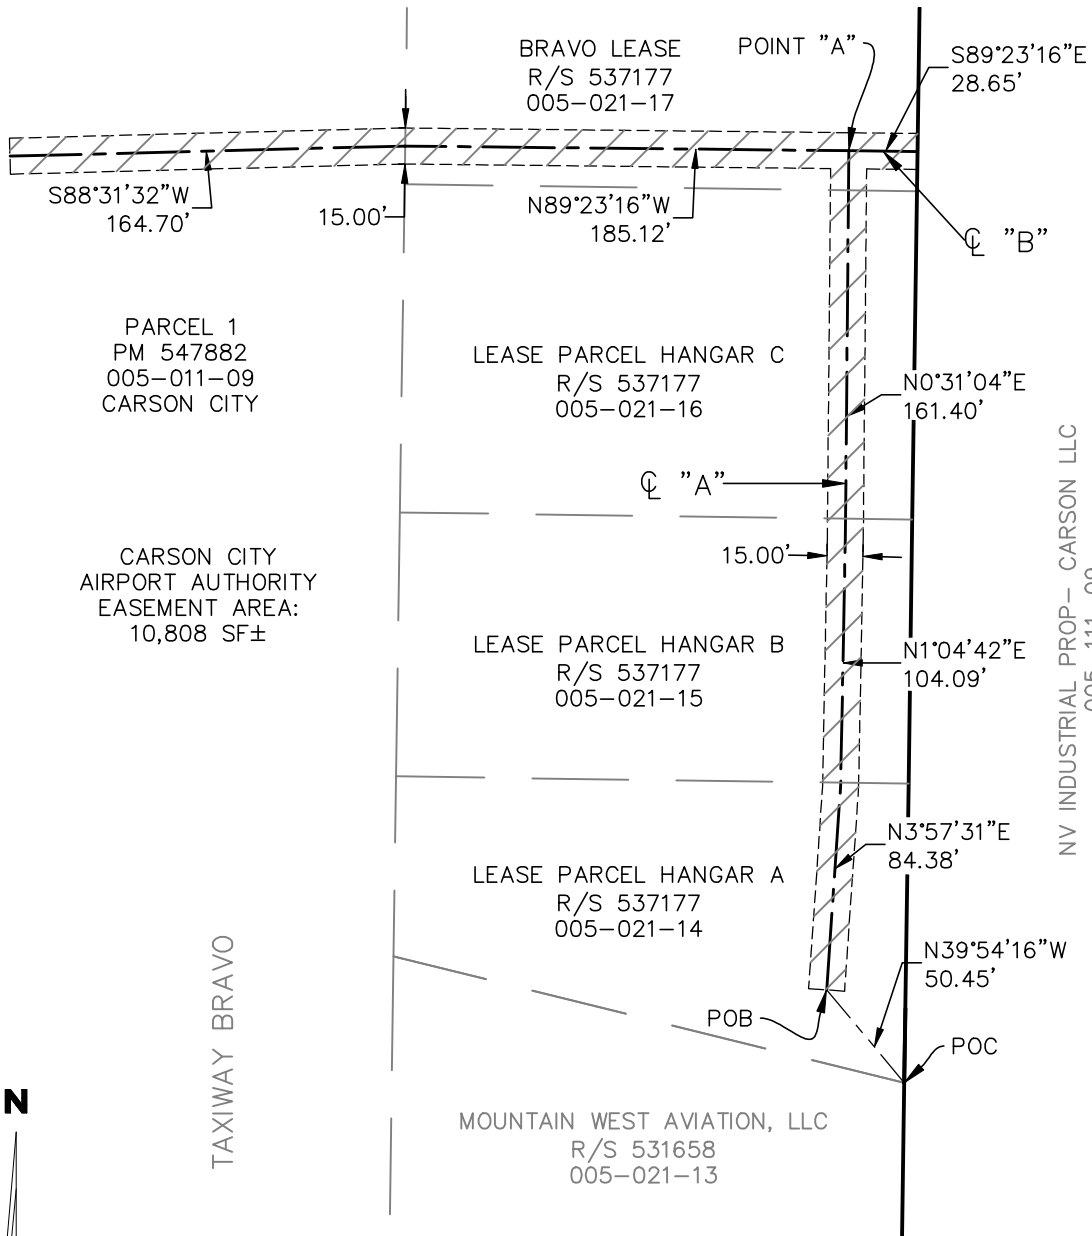 BRAVO LEASE
R/S 537177
005-021-17
POINT "A"
S89°23'16"E
28.65'
S88°31'32"W
164.70'
15.00'
N89°23'16"W
185.12'
℄ "B"
PARCEL 1
PM 547882
005-011-09
CARSON CITY
LEASE PARCEL HANGAR C
R/S 537177
005-021-16
N0°31'04"E
161.40'
℄ "A"
CARSON CITY
AIRPORT AUTHORITY
EASEMENT AREA:
10,808 SF±
15.00'
LEASE PARCEL HANGAR B
R/S 537177
005-021-15
N1°04'42"E
104.09'
NV INDUSTRIAL PROP- CARSON LLC
005-111-09
N3°57'31"E
84.38'
LEASE PARCEL HANGAR A
R/S 537177
005-021-14
N39°54'16"W
50.45'
POB
POC
TAXIWAY BRAVO
N
MOUNTAIN WEST AVIATION, LLC
R/S 531658
005-021-13